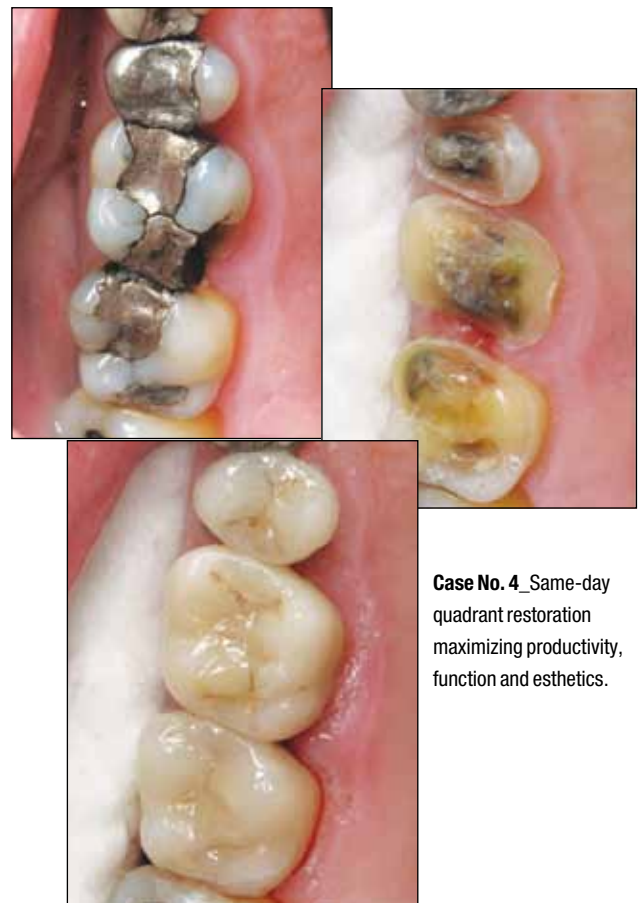 Case No. 4_Same-day
quadrant restoration
maximizing productivity,
function and esthetics.